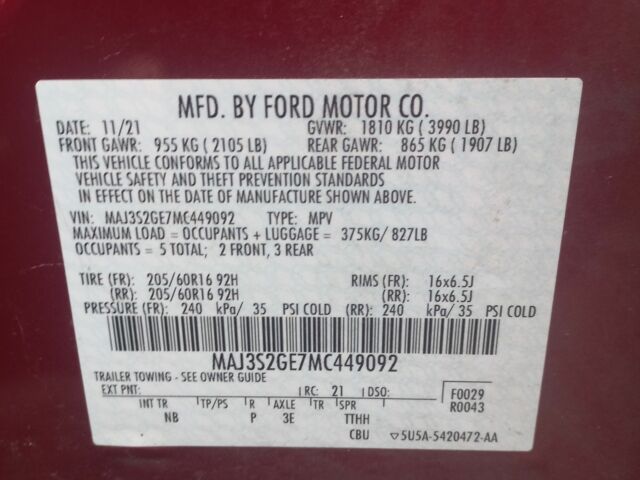 MFD. BY FORD MOTOR CO.
DATE: 11/21 GVWR: 1810 KG ( 3990 LB)
FRONT GAWR: 955 KG ( 2105 LB) REAR GAWR: 865 KG ( 1907 LB)
THIS VEHICLE CONFORMS TO ALL APPLICABLE FEDERAL MOTOR
VEHICLE SAFETY AND THEFT PREVENTION STANDARDS
IN EFFECT ON THE DATE OF MANUFACTURE SHOWN ABOVE.
VIN: MAJ3S2GE7MC449092 TYPE: MPV
MAXIMUM LOAD = OCCUPANTS + LUGGAGE = 375KG/ 827LB
OCCUPANTS = 5 TOTAL; 2 FRONT, 3 REAR
TIRE (FR): 205/60R16 92H RIMS (FR): 16x6.5J
(RR): 205/60R16 92H (RR): 16x6.5J
PRESSURE (FR): 240 kPa/ 35 PSI COLD (RR): 240 kPa/ 35 PSI COLD
MAJ3S2GE7MC449092
TRAILER TOWING - SEE OWNER GUIDE
EXT PNT: RC: 21 DSO: F0029
R0043
INT TR TP/PS R AXLE TR SPR
NB P 3E TTHH
CBU ▽5U5A-5420472-AA